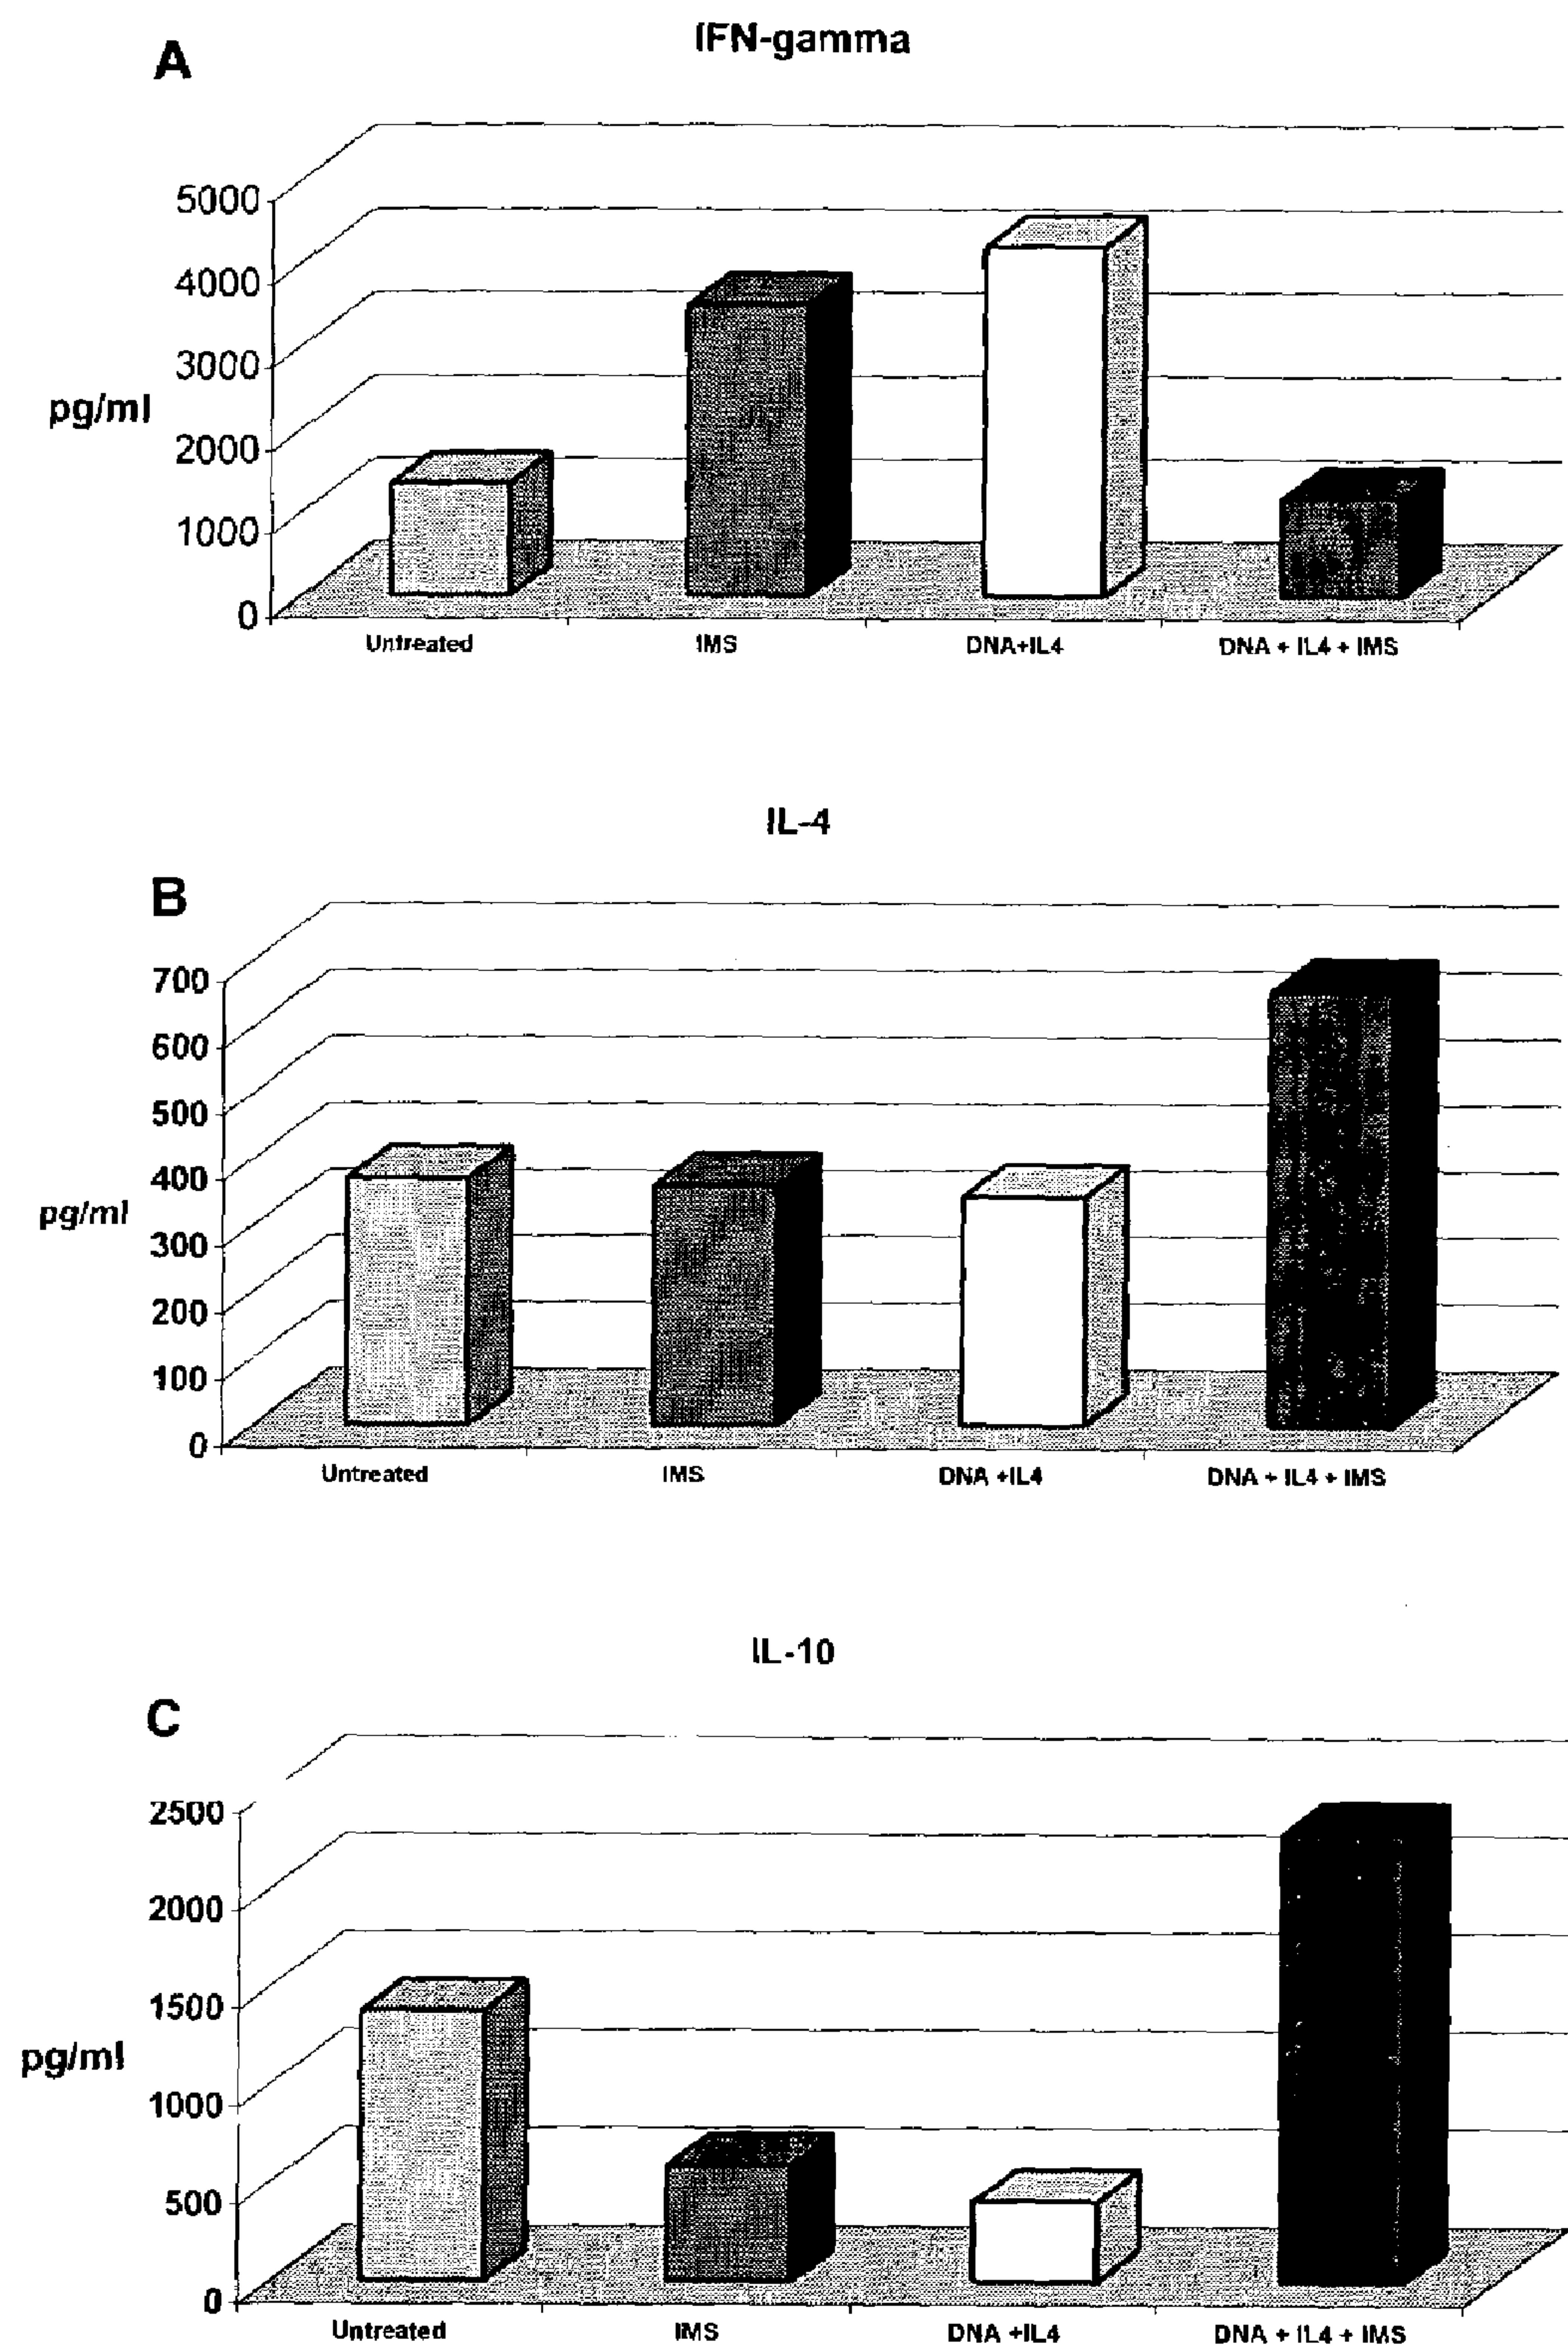 A
IFN-gamma
5000
4000
3000
pg/ml
2000
1000
0
Untreated IMS DNA+IL4 DNA + IL4 + IMS
IL-4
B
700
600
500
400
pg/ml
300
200
100
0
Untreated IMS DNA +IL4 DNA + IL4 + IMS
IL-10
C
2500
2000
1500
pg/ml
1000
500
0
Untreated IMS DNA +IL4 DNA + IL4 + IMS